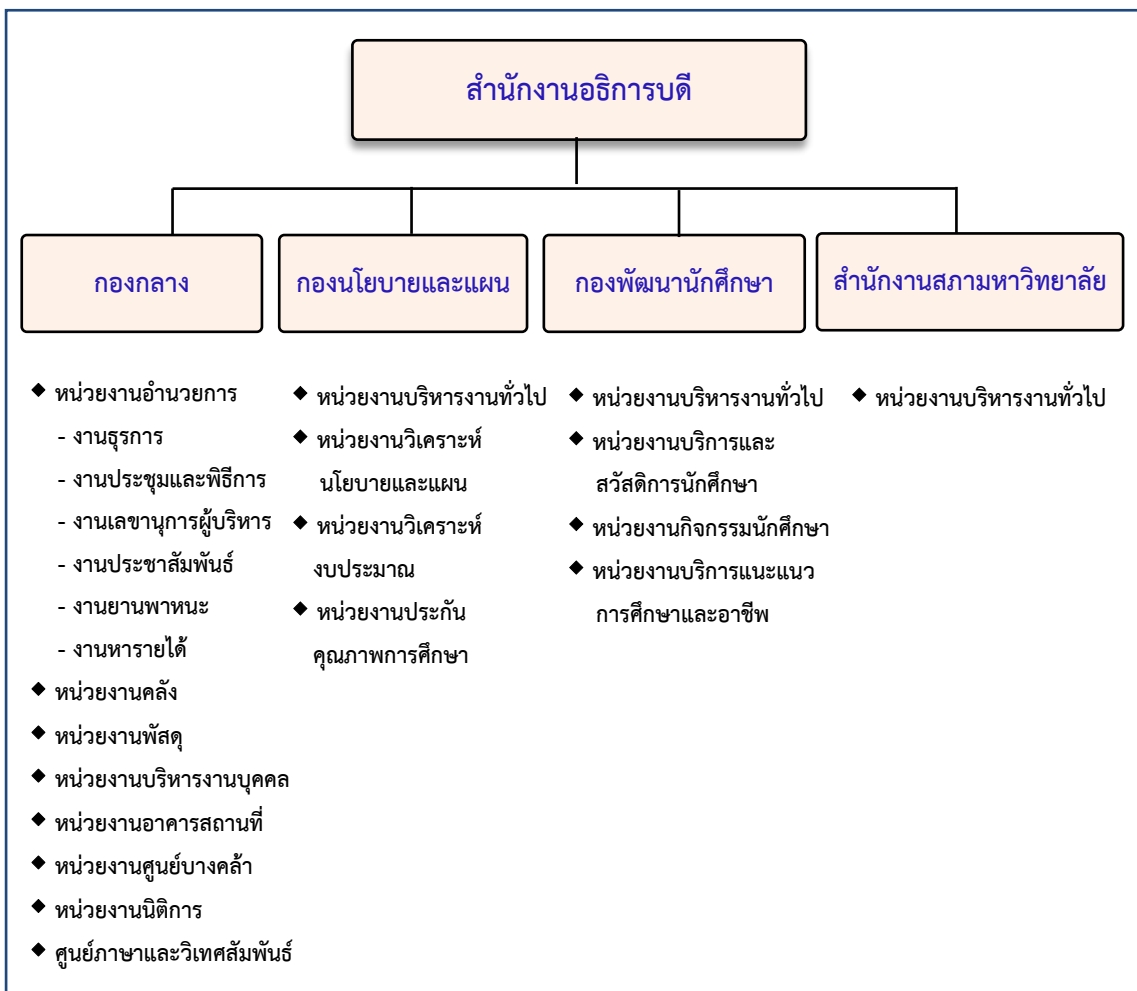 สำนักงานอธิการบดี
กองกลาง
กองนโยบายและแผน
กองพัฒนานักศึกษา
สำนักงานสภามหาวิทยาลัย
◆ หน่วยงานอำนวยการ
- งานธุรการ
- งานประชุมและพิธีการ
- งานเลขานุการผู้บริหาร
- งานประชาสัมพันธ์
- งานยานพาหนะ
- งานหารายได้
◆ หน่วยงานคลัง
◆ หน่วยงานพัสดุ
◆ หน่วยงานบริหารงานบุคคล
◆ หน่วยงานอาคารสถานที่
◆ หน่วยงานศูนย์บางคล้า
◆ หน่วยงานนิติการ
◆ ศูนย์ภาษาและวิเทศสัมพันธ์
◆ หน่วยงานบริหารงานทั่วไป
◆ หน่วยงานวิเคราะห์
นโยบายและแผน
◆ หน่วยงานวิเคราะห์
งบประมาณ
◆ หน่วยงานประกัน
คุณภาพการศึกษา
◆ หน่วยงานบริหารงานทั่วไป
◆ หน่วยงานบริการและ
สวัสดิการนักศึกษา
◆ หน่วยงานกิจกรรมนักศึกษา
◆ หน่วยงานบริการแนะแนว
การศึกษาและอาชีพ
◆ หน่วยงานบริหารงานทั่วไป